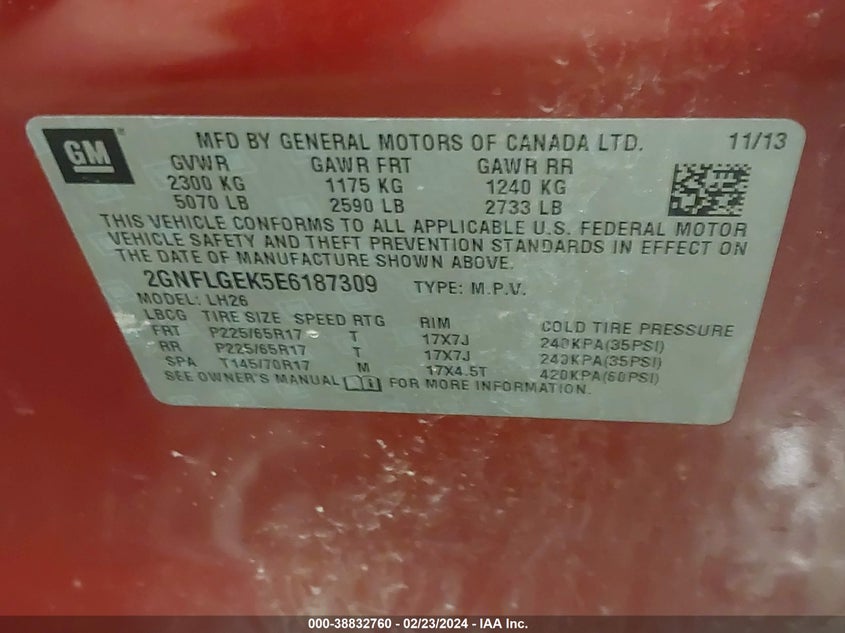 GM ® MFD BY GENERAL MOTORS OF CANADA LTD. 11/13
GVWR GAWR FRT GAWR RR
2300 KG 1175 KG 1240 KG
5070 LB 2590 LB 2733 LB
THIS VEHICLE CONFORMS TO ALL APPLICABLE U.S. FEDERAL MOTOR
VEHICLE SAFETY AND THEFT PREVENTION STANDARDS IN EFFECT ON
THE DATE OF MANUFACTURE SHOWN ABOVE.
2GNFLGEK5E6187309 TYPE: M.P.V.
MODEL: LH26
LBCG TIRE SIZE SPEED RTG RIM COLD TIRE PRESSURE
FRT P225/65R17 T 17X7J 240KPA(35PSI)
RR P225/65R17 T 17X7J 240KPA(35PSI)
SPA T145/70R17 M 17X4.5T 420KPA(60PSI)
SEE OWNER'S MANUAL FOR MORE INFORMATION.
000-38832760 - 02/23/2024 - IAA Inc.